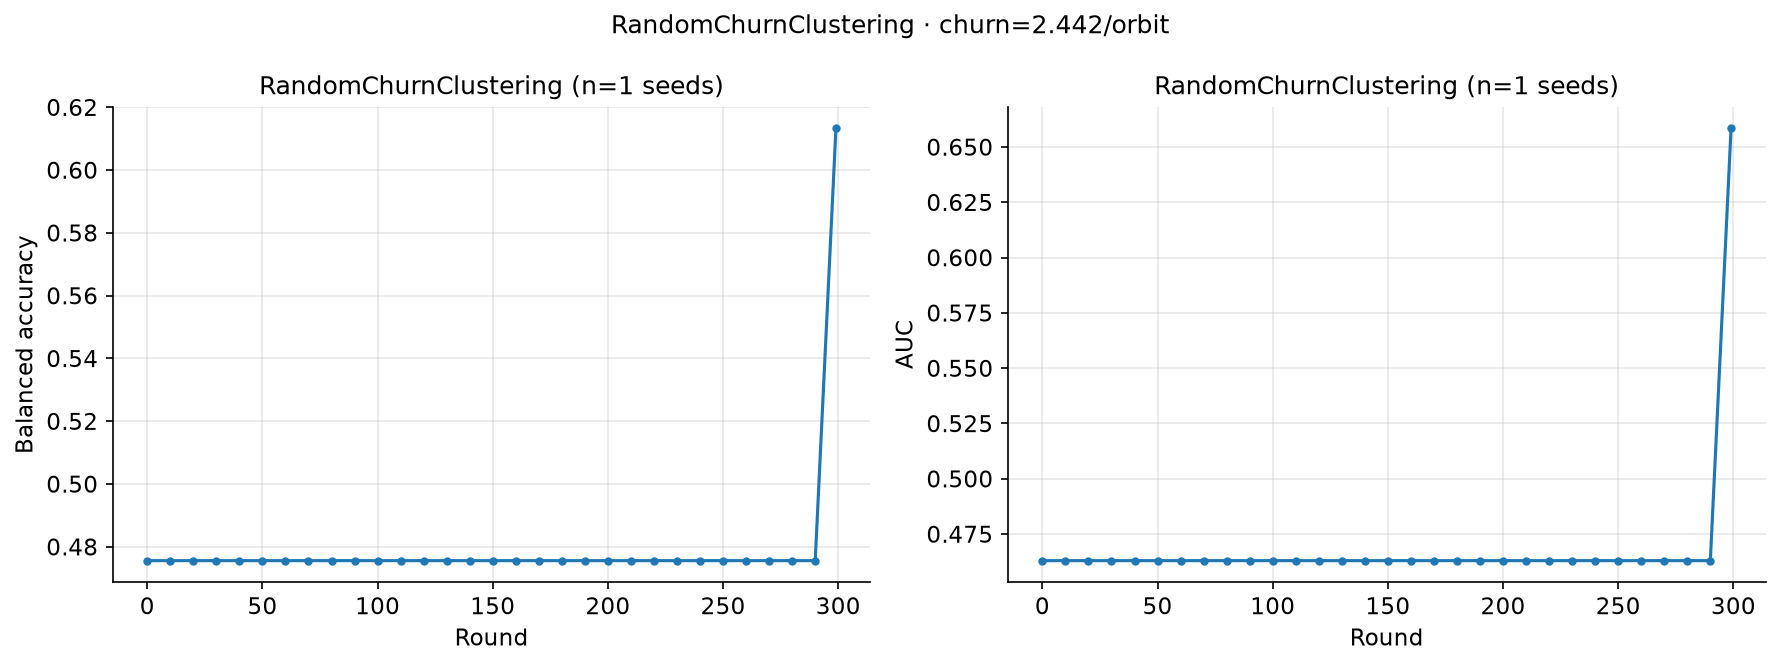 RandomChurnClustering · churn=2.442/orbit
RandomChurnClustering (n=1 seeds)
Balanced accuracy
0.62
0.60
0.58
0.56
0.54
0.52
0.50
0.48
0 50 100 150 200 250 300
Round
RandomChurnClustering (n=1 seeds)
AUC
0.650
0.625
0.600
0.575
0.550
0.525
0.500
0.475
0 50 100 150 200 250 300
Round